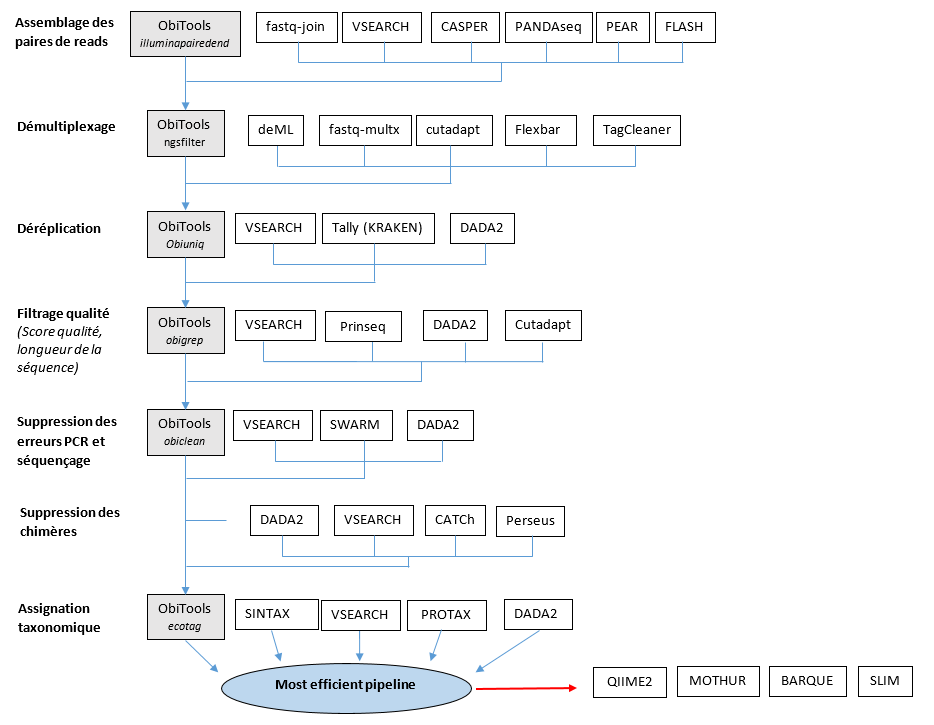 Assemblage des
paires de reads
ObiTools
illuminapairedend
fastq-join
VSEARCH
CASPER
PANDAseq
PEAR
FLASH
Démultiplexage
ObiTools
ngsfilter
deML
fastq-multx
cutadapt
Flexbar
TagCleaner
Déréplication
ObiTools
Obiuniq
VSEARCH
Tally (KRAKEN)
DADA2
Filtrage qualité
(Score qualité,
longueur de la
séquence)
ObiTools
obigrep
VSEARCH
Prinseq
DADA2
Cutadapt
Suppression des
erreurs PCR et
séquençage
ObiTools
obiclean
VSEARCH
SWARM
DADA2
Suppression des
chimères
DADA2
VSEARCH
CATCh
Perseus
Assignation
taxonomique
ObiTools
ecotag
SINTAX
VSEARCH
PROTAX
DADA2
Most efficient pipeline
QIIME2
MOTHUR
BARQUE
SLIM